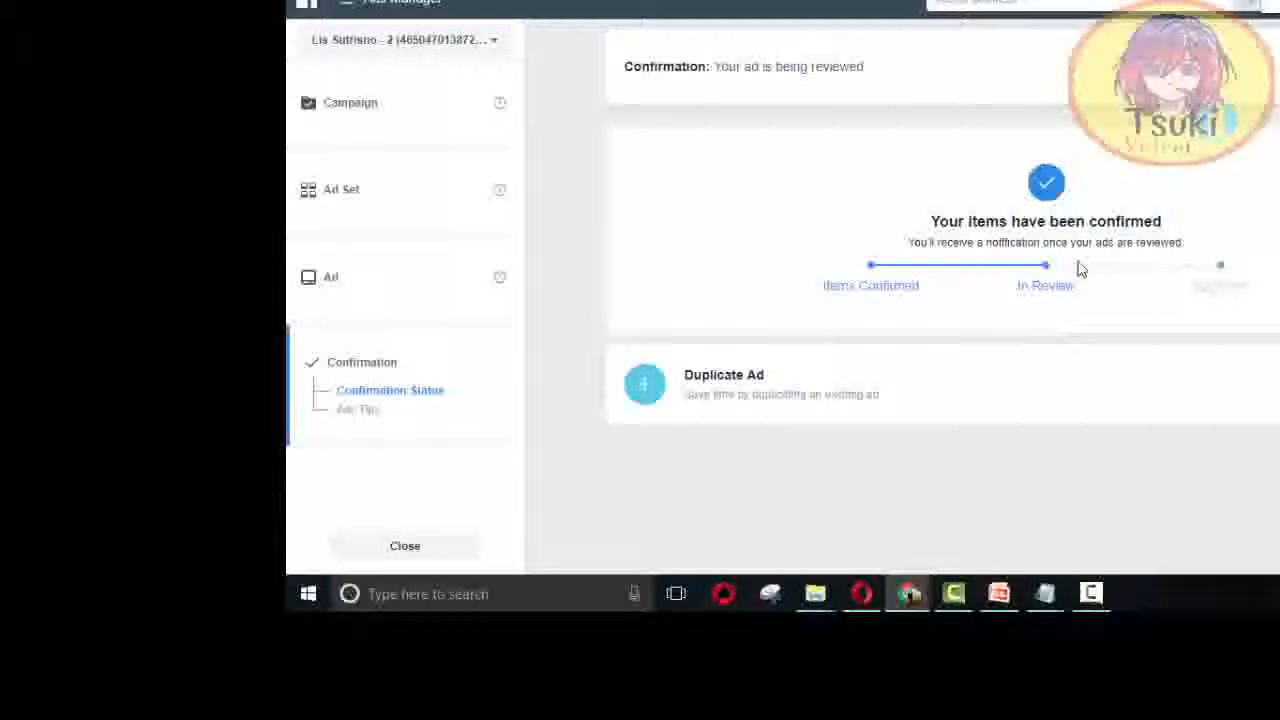 Ads Manager
Lis Sutrisno - 2 (465047013872...
Confirmation: Your ad is being reviewed
Campaign
Tsuki
Ad Set
Your items have been confirmed
You'll receive a notification once your ads are reviewed
Ad
Items Confirmed
In Review
Confirmation
Duplicate Ad
Confirmation Status
Save time by duplicating an existing ad
Close
Type here to search